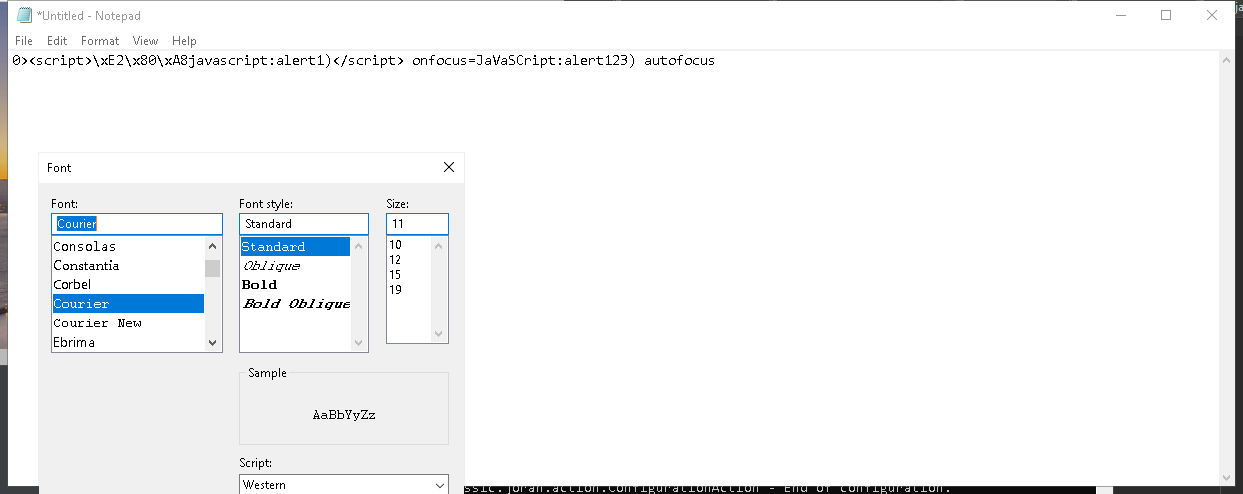 *Untitled - Notepad
File Edit Format View Help
0><script>\xE2\x80\xA8javascript:alert1)</script> onfocus=JaVaSCript:alert123) autofocus
Font
Font: Font style: Size:
Courier Standard 11
Consolas Standard 10
Constantia Oblique 12
Corbel Bold 15
Courier Bold Oblique 19
Courier New
Ebrima
Sample
AaBbYyZz
Script:
Western
ssic.joran.action.ConfigurationAction - End of configuration.